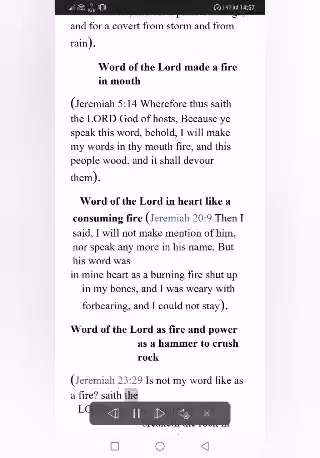 14:57
and for a covert from storm and from
rain).
Word of the Lord made a fire
in mouth
(Jeremiah 5:14 Wherefore thus saith
the LORD God of hosts, Because ye
speak this word, behold, I will make
my words in thy mouth fire, and this
people wood, and it shall devour
them).
Word of the Lord in heart like a
consuming fire (Jeremiah 20:9 Then I
said, I will not make mention of him,
nor speak any more in his name. But
his word was
in mine heart as a burning fire shut up
in my bones, and I was weary with
forbearing, and I could not stay).
Word of the Lord as fire and power
as a hammer to crush
rock
(Jeremiah 23:29 Is not my word like as
a fire? saith the